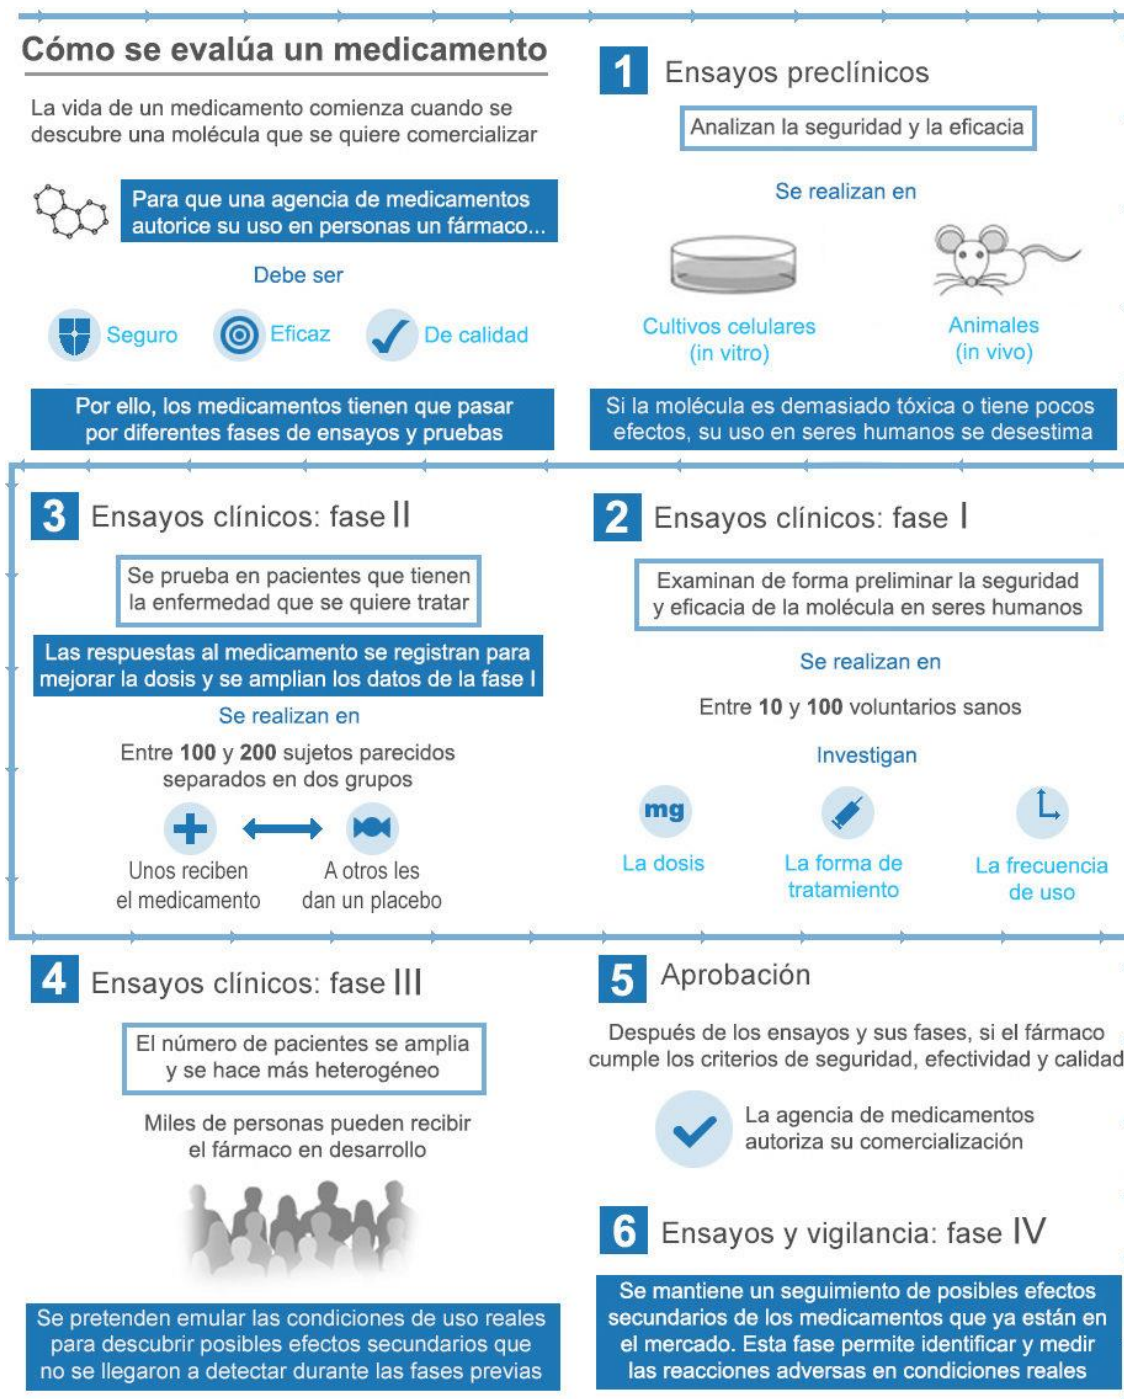 Cómo se evalúa un medicamento
La vida de un medicamento comienza cuando se
descubre una molécula que se quiere comercializar
Para que una agencia de medicamentos
autorice su uso en personas un fármaco...
Debe ser
Seguro
Eficaz
De calidad
Por ello, los medicamentos tienen que pasar
por diferentes fases de ensayos y pruebas
1 Ensayos preclínicos
Analizan la seguridad y la eficacia
Se realizan en
Cultivos celulares
(in vitro)
Animales
(in vivo)
Si la molécula es demasiado tóxica o tiene pocos
efectos, su uso en seres humanos se desestima
2 Ensayos clínicos: fase I
Examinan de forma preliminar la seguridad
y eficacia de la molécula en seres humanos
Se realizan en
Entre 10 y 100 voluntarios sanos
Investigan
mg
La dosis
La forma de
tratamiento
La frecuencia
de uso
3 Ensayos clínicos: fase II
Se prueba en pacientes que tienen
la enfermedad que se quiere tratar
Las respuestas al medicamento se registran para
mejorar la dosis y se amplian los datos de la fase I
Se realizan en
Entre 100 y 200 sujetos parecidos
separados en dos grupos
Unos reciben
el medicamento
A otros les
dan un placebo
4 Ensayos clínicos: fase III
El número de pacientes se amplia
y se hace más heterogéneo
Miles de personas pueden recibir
el fármaco en desarrollo
Se pretenden emular las condiciones de uso reales
para descubrir posibles efectos secundarios que
no se llegaron a detectar durante las fases previas
5 Aprobación
Después de los ensayos y sus fases, si el fármaco
cumple los criterios de seguridad, efectividad y calidad
La agencia de medicamentos
autoriza su comercialización
6 Ensayos y vigilancia: fase IV
Se mantiene un seguimiento de posibles efectos
secundarios de los medicamentos que ya están en
el mercado. Esta fase permite identificar y medir
las reacciones adversas en condiciones reales